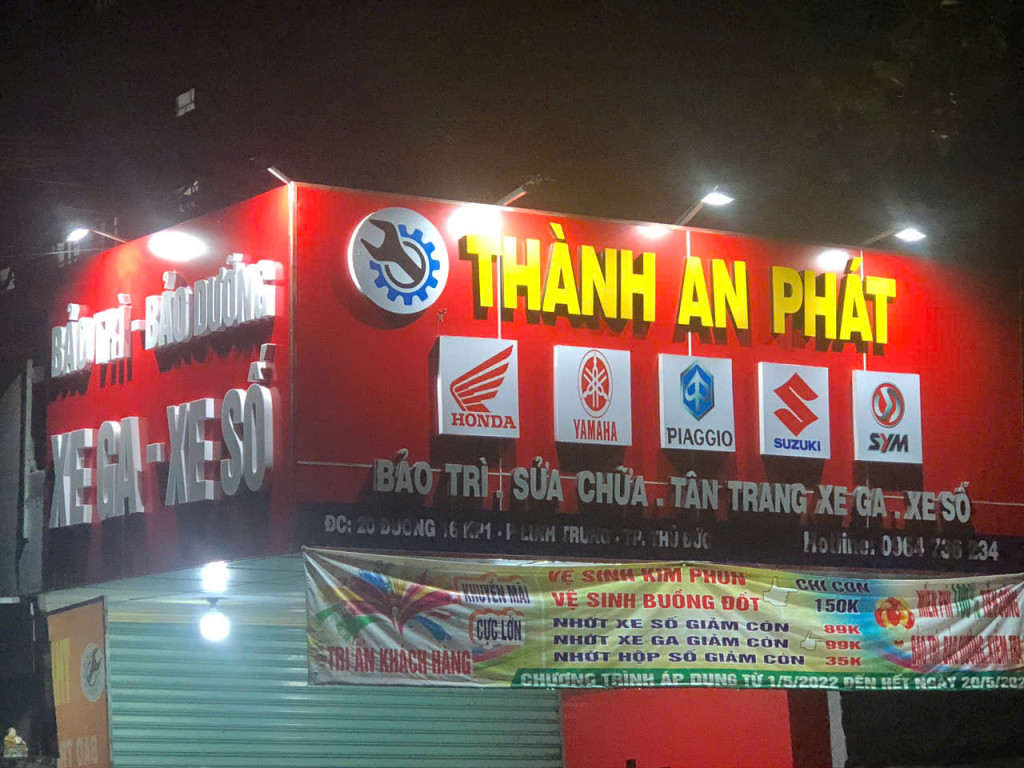 BẢO TRÌ - BẢO DƯỠNG
XE GA - XE SỐ
THÀNH AN PHÁT
HONDA
YAMAHA
PIAGGIO
SUZUKI
SYM
BẢO TRÌ . SỬA CHỮA . TÂN TRANG XE GA . XE SỐ
ĐC: 20 ĐƯỜNG 16 KP1 - P LINH TRUNG - TP. THỦ ĐỨC
Hotline: 0964 736 234
KHUYẾN MÃI
CỰC LỚN
TRI ÂN KHÁCH HÀNG
VỆ SINH KIM PHUN
VỆ SINH BUỒNG ĐỐT
CHỈ CÒN
150K
NHỚT XE SỐ GIẢM CÒN 89K
NHỚT XE GA GIẢM CÒN 99K
NHỚT HỘP SỐ GIẢM CÒN 35K
CHƯƠNG TRÌNH ÁP DỤNG TỪ 1/5/2022 ĐẾN HẾT NGÀY 20/5/202